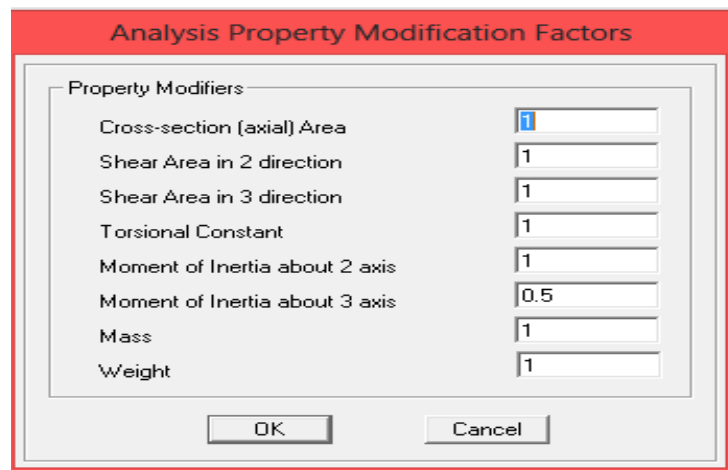 Analysis Property Modification Factors
Property Modifiers
Cross-section (axial) Area 1
Shear Area in 2 direction 1
Shear Area in 3 direction 1
Torsional Constant 1
Moment of Inertia about 2 axis 1
Moment of Inertia about 3 axis 0.5
Mass 1
Weight 1
OK Cancel